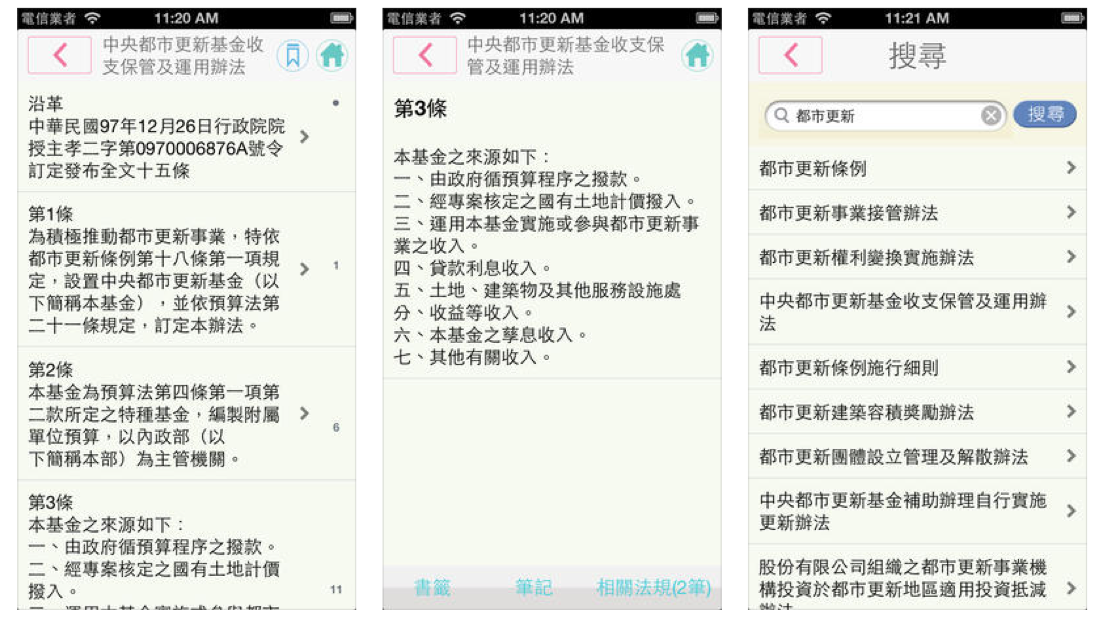 電信業者 11:20 AM
中央都市更新基金收
支保管及運用辦法
沿革
中華民國97年12月26日行政院院
授主孝二字第0970006876A號令
訂定發布全文十五條
第1條
為積極推動都市更新事業，特依
都市更新條例第十八條第一項規
定，設置中央都市更新基金（以
下簡稱本基金），並依預算法第
二十一條規定，訂定本辦法。
1
第2條
本基金為預算法第四條第一項第
二款所定之特種基金，編製附屬
單位預算，以內政部（以
下簡稱本部）為主管機關。
6
第3條
本基金之來源如下：
一、由政府循預算程序之撥款。
二、經專案核定之國有土地計價
撥入。
11
電信業者 11:20 AM
中央都市更新基金收支保
管及運用辦法
第3條
本基金之來源如下：
一、由政府循預算程序之撥款。
二、經專案核定之國有土地計價撥入。
三、運用本基金實施或參與都市更新事
業之收入。
四、貸款利息收入。
五、土地、建築物及其他服務設施處
分、收益等收入。
六、本基金之孳息收入。
七、其他有關收入。
書籤 筆記 相關法規(2筆)
電信業者 11:21 AM
搜尋
都市更新 搜尋
都市更新條例
都市更新事業接管辦法
都市更新權利變換實施辦法
中央都市更新基金收支保管及運用辦
法
都市更新條例施行細則
都市更新建築容積獎勵辦法
都市更新團體設立管理及解散辦法
中央都市更新基金補助辦理自行實施
更新辦法
股份有限公司組織之都市更新事業機
構投資於都市更新地區適用投資抵減